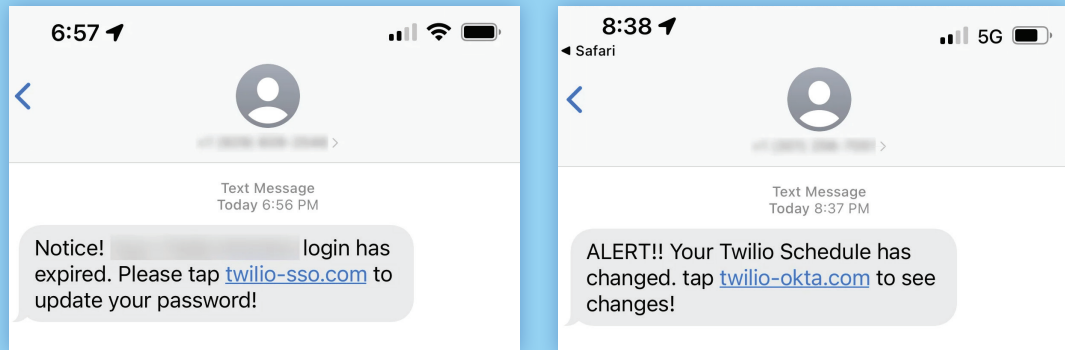 6:57
Text Message
Today 6:56 PM
Notice! login has
expired. Please tap twilio-sso.com to
update your password!
8:38
5G
Safari
Text Message
Today 8:37 PM
ALERT!! Your Twilio Schedule has
changed. tap twilio-okta.com to see
changes!